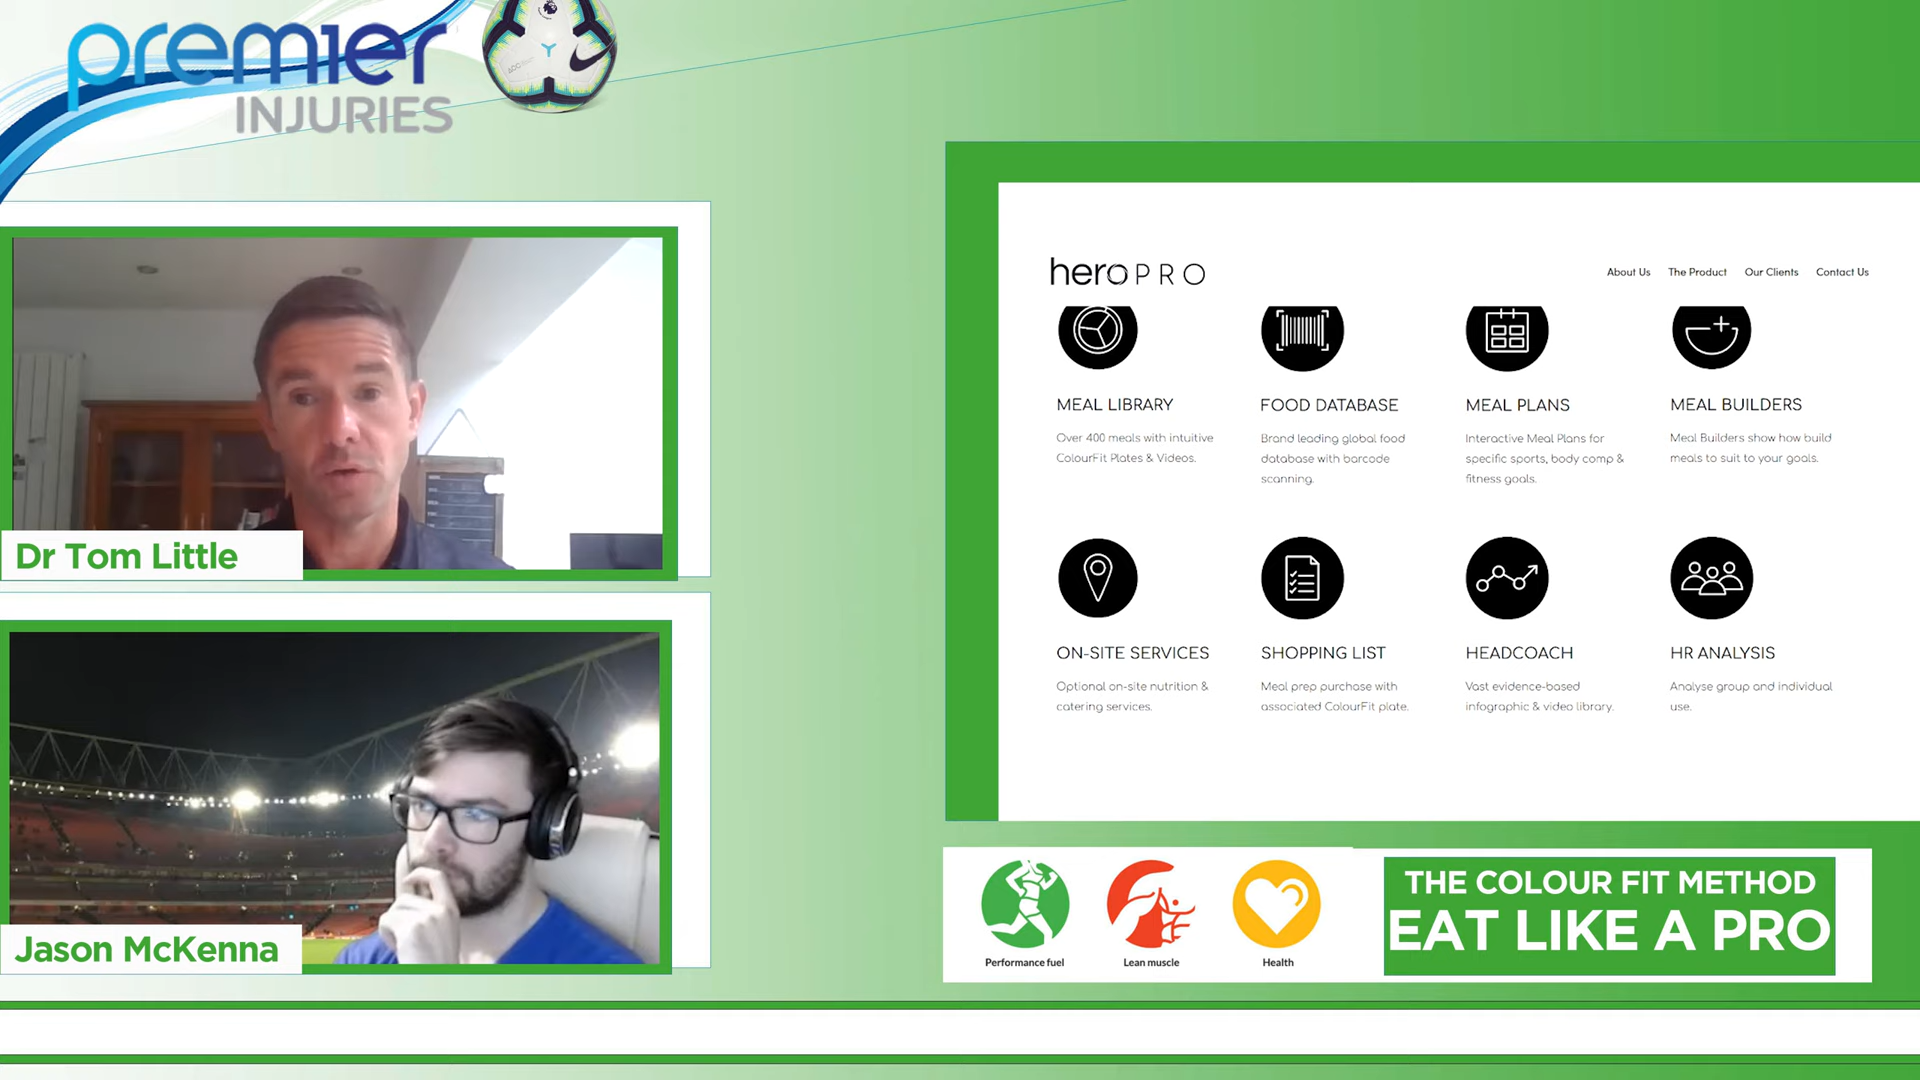 premier
INJURIES
Dr Tom Little
Jason McKenna
hero PRO
About Us The Product Our Clients Contact Us
MEAL LIBRARY
Over 400 meals with intuitive
ColourFit Plates & Videos.
FOOD DATABASE
Brand leading global food
database with barcode
scanning.
MEAL PLANS
Interactive Meal Plans for
specific sports, body comp &
fitness goals.
MEAL BUILDERS
Meal Builders show how build
meals to suit to your goals.
ON-SITE SERVICES
Optional on-site nutrition &
catering services.
SHOPPING LIST
Meal prep purchase with
associated ColourFit plate.
HEADCOACH
Vast evidence-based
infographic & video library.
HR ANALYSIS
Analyse group and individual
use.
Performance fuel
Lean muscle
Health
THE COLOUR FIT METHOD
EAT LIKE A PRO